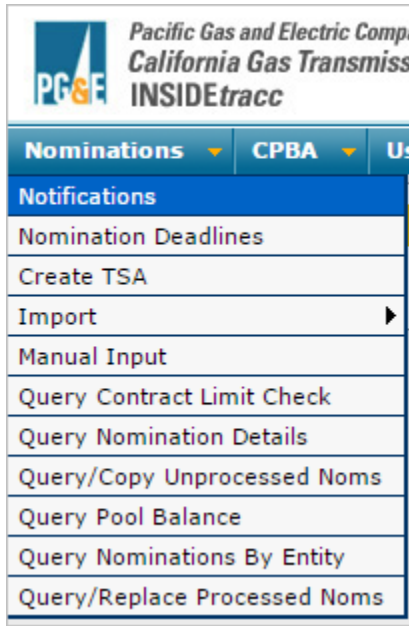 Pacific Gas and Electric
California Gas
INSIDEtracc
PG&E
Nominations CPBA
Notifications
Nomination Deadlines
Create TSA
Import
Manual Input
Query Contract Limit Check
Query Nomination Details
Query/Copy Unprocessed Noms
Query Pool Balance
Query Nominations By Entity
Query/Replace Processed Noms